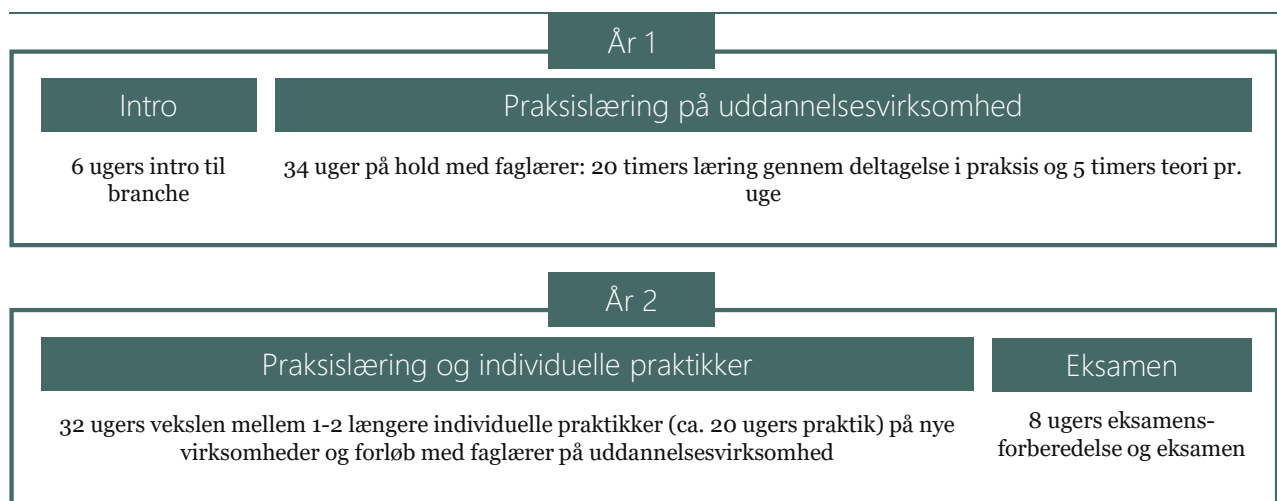 År 1
Intro
Praksislæring på uddannelsesvirksomhed
6 ugers intro til
branche
34 uger på hold med faglærer: 20 timers læring gennem deltagelse i praksis og 5 timers teori pr.
uge
År 2
Praksislæring og individuelle praktikker
Eksamen
32 ugers vekslen mellem 1-2 længere individuelle praktikker (ca. 20 ugers praktik) på nye
virksomheder og forløb med faglærer på uddannelsesvirksomhed
8 ugers eksamens-
forberedelse og eksamen